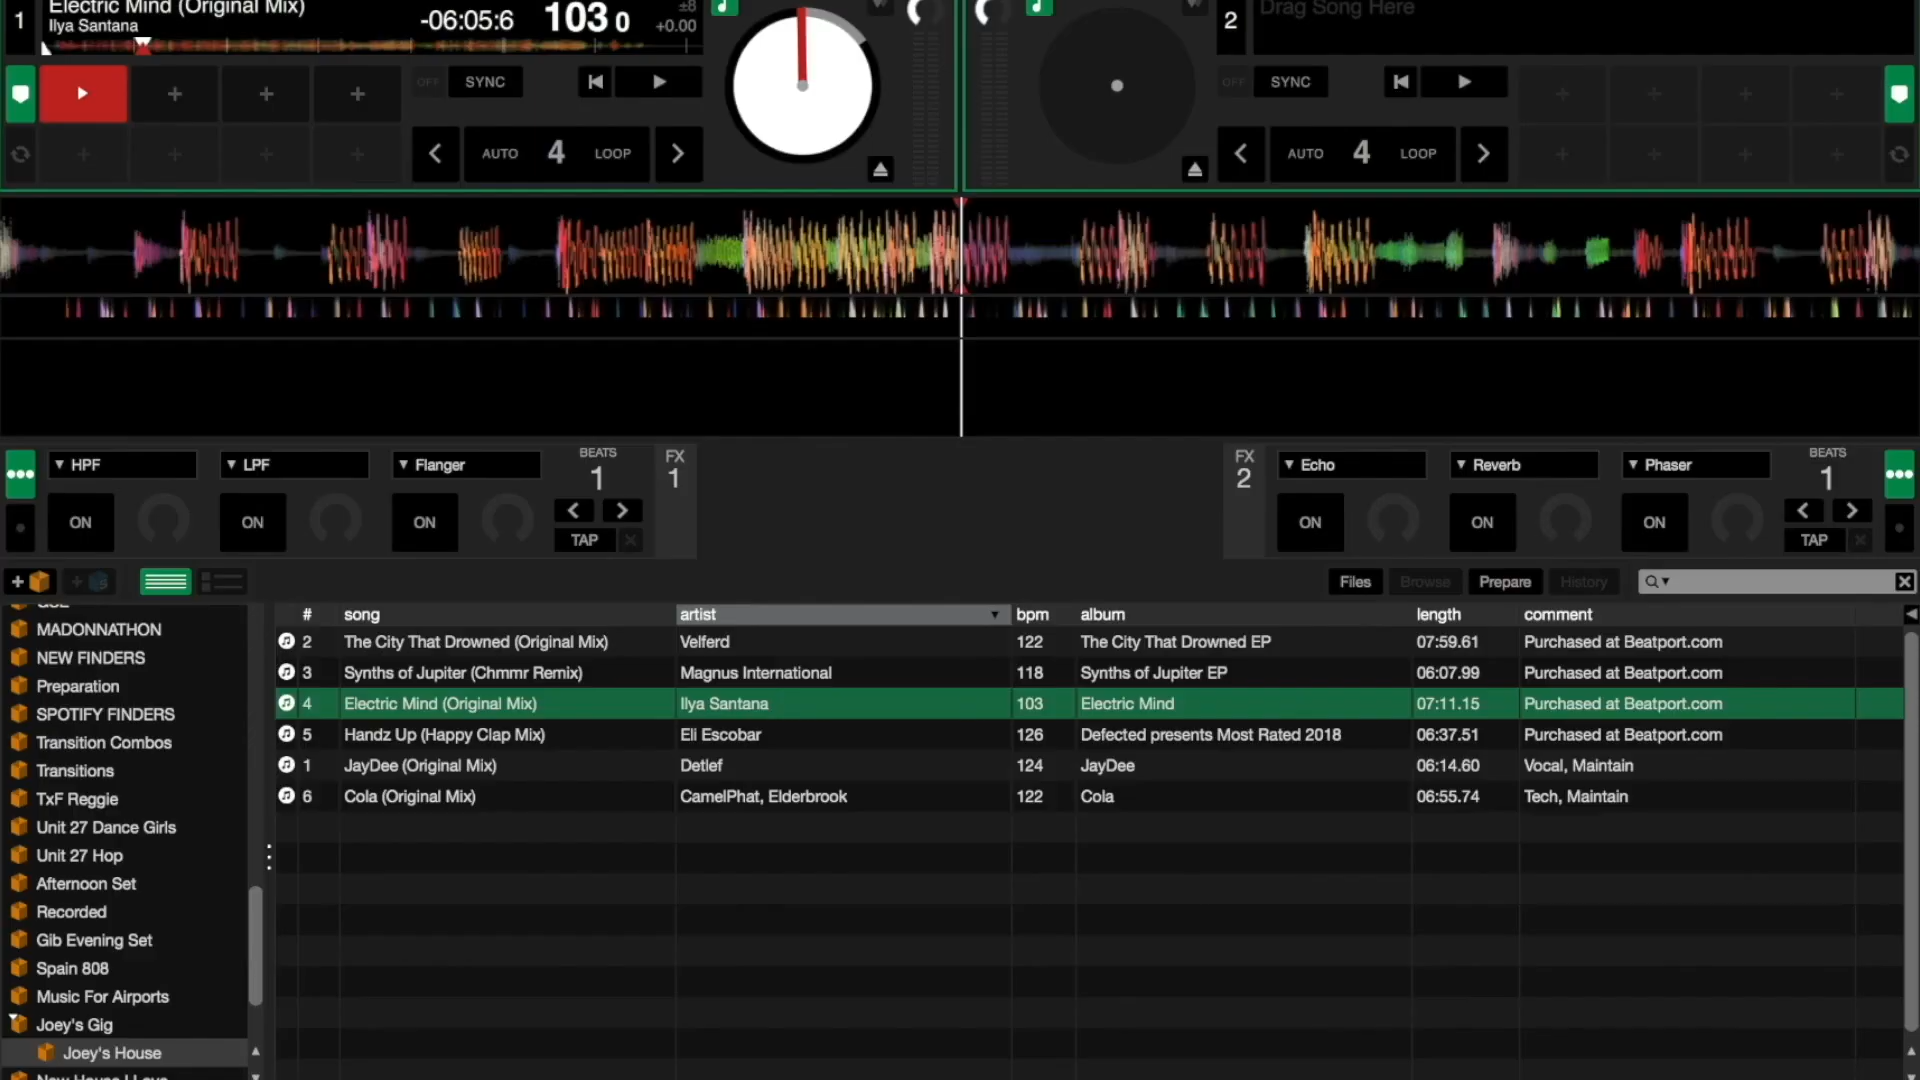 1
Electric Mind (Original Mix)
Ilya Santana
-06:05:6
103 0
±8
+0.00
2
Drag Song Here
OFF
SYNC
OFF
SYNC
AUTO 4 LOOP
AUTO 4 LOOP
HPF
LPF
Flanger
BEATS
1
FX
1
ON
ON
ON
TAP
FX
2
Echo
Reverb
Phaser
BEATS
1
ON
ON
ON
TAP
Files
Browse
Prepare
History
MADONNATHON
NEW FINDERS
Preparation
SPOTIFY FINDERS
Transition Combos
Transitions
TxF Reggie
Unit 27 Dance Girls
Unit 27 Hop
Afternoon Set
Recorded
Gib Evening Set
Spain 808
Music For Airports
Joey's Gig
Joey's House
# song artist bpm album length comment
2 The City That Drowned (Original Mix) Velferd 122 The City That Drowned EP 07:59.61 Purchased at Beatport.com
3 Synths of Jupiter (Chmmr Remix) Magnus International 118 Synths of Jupiter EP 06:07.99 Purchased at Beatport.com
4 Electric Mind (Original Mix) Ilya Santana 103 Electric Mind 07:11.15 Purchased at Beatport.com
5 Handz Up (Happy Clap Mix) Eli Escobar 126 Defected presents Most Rated 2018 06:37.51 Purchased at Beatport.com
1 JayDee (Original Mix) Detlef 124 JayDee 06:14.60 Vocal, Maintain
6 Cola (Original Mix) CamelPhat, Elderbrook 122 Cola 06:55.74 Tech, Maintain